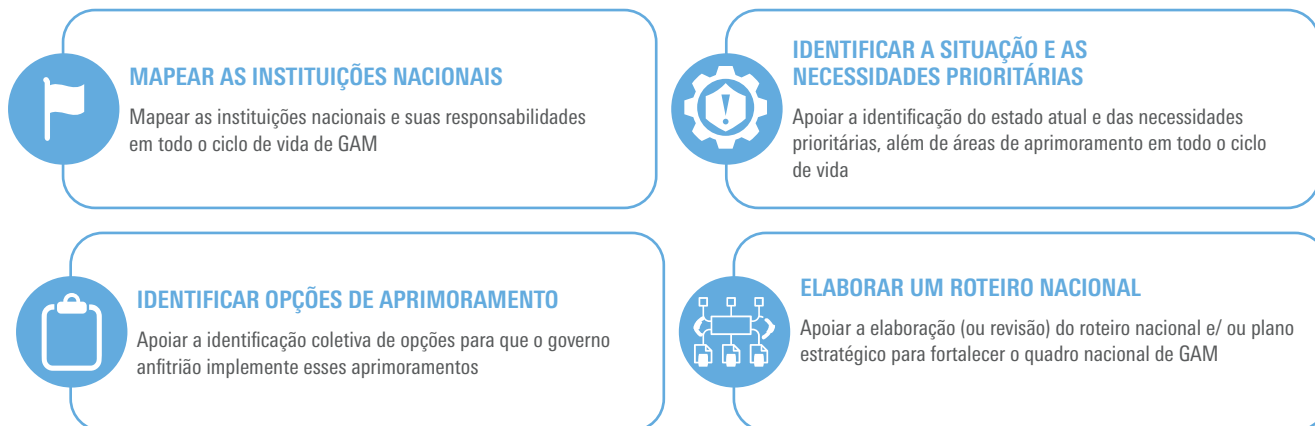 MAPEAR AS INSTITUIÇÕES NACIONAIS
Mapear as instituições nacionais e suas responsabilidades
em todo o ciclo de vida de GAM
IDENTIFICAR A SITUAÇÃO E AS
NECESSIDADES PRIORITÁRIAS
Apoiar a identificação do estado atual e das necessidades
prioritárias, além de áreas de aprimoramento em todo o ciclo
de vida
IDENTIFICAR OPÇÕES DE APRIMORAMENTO
Apoiar a identificação coletiva de opções para que o governo
anfitrião implemente esses aprimoramentos
ELABORAR UM ROTEIRO NACIONAL
Apoiar a elaboração (ou revisão) do roteiro nacional e/ ou plano
estratégico para fortalecer o quadro nacional de GAM